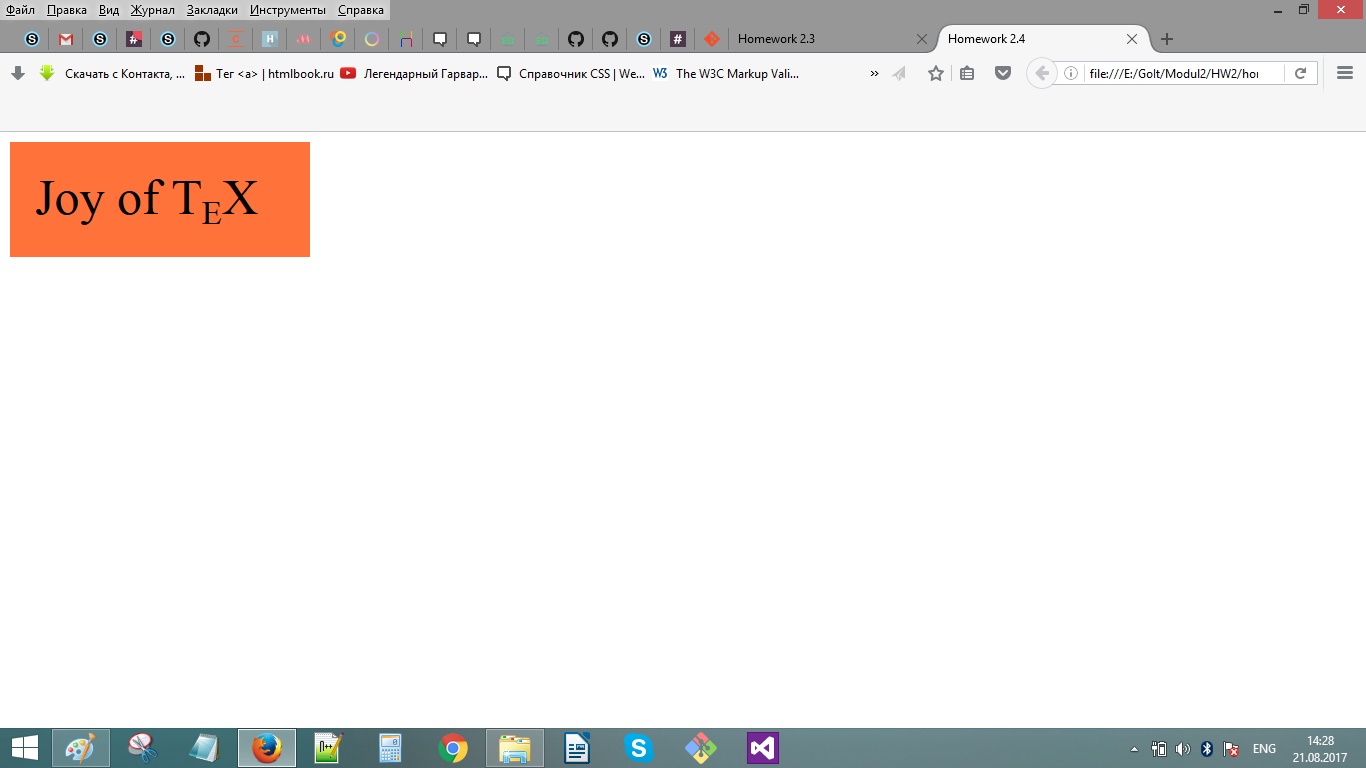 Файл Правка Вид Журнал Закладки Инструменты Справка
Homework 2.3 Homework 2.4
Скачать с Контакта, ... Тег <a> | htmlbook.ru Легендарный Гарвар... Справочник CSS | We... W3 The W3C Markup Vali... » file:///E:/Golt/Modul2/HW2/ho
Joy of TEX
ENG 14:28
21.08.2017